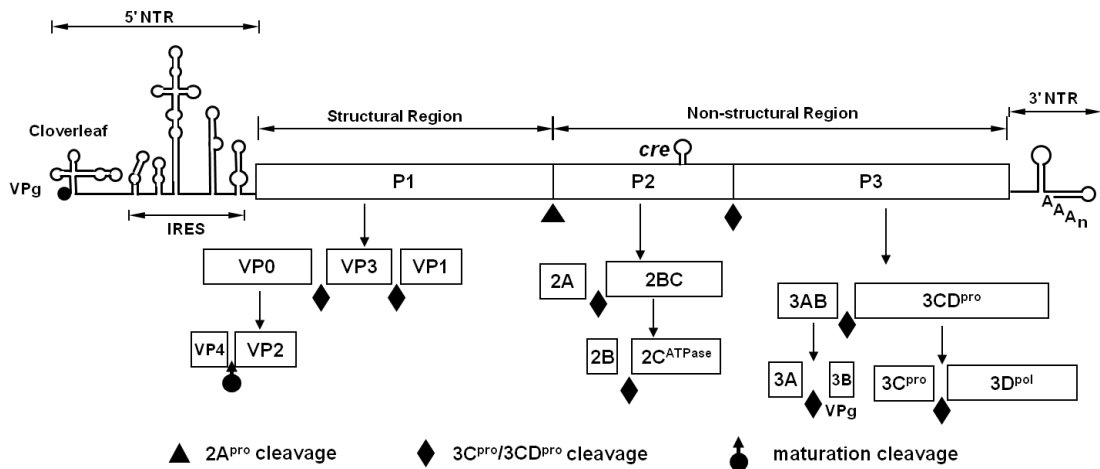 5' NTR
Structural Region
Non-structural Region
3' NTR
Cloverleaf
cre
VPg
P1
P2
P3
AAAn
IRES
VP0
VP3
VP1
2A
2BC
3AB
3CDpro
VP4
VP2
2B
2CATPase
3A
3B
3Cpro
3Dpol
VPg
2Apro cleavage
3Cpro/3CDpro cleavage
maturation cleavage